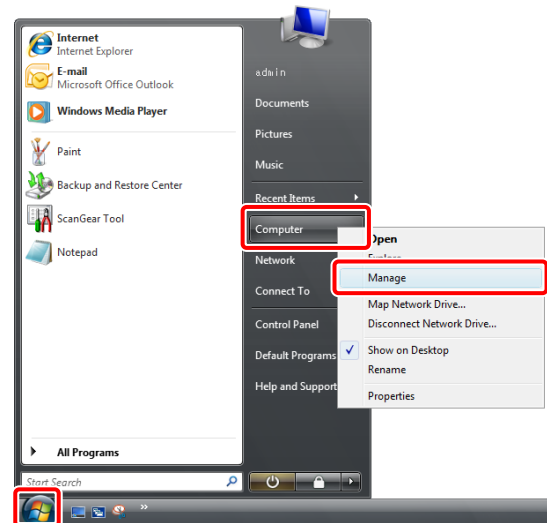 Internet
Internet Explorer
E-mail
Microsoft Office Outlook
Windows Media Player
Paint
Backup and Restore Center
ScanGear Tool
Notepad
All Programs
Start Search
admin
Documents
Pictures
Music
Recent Items
Computer
Network
Connect To
Control Panel
Default Programs
Help and Support
Open
Explore
Manage
Map Network Drive...
Disconnect Network Drive...
Show on Desktop
Rename
Properties